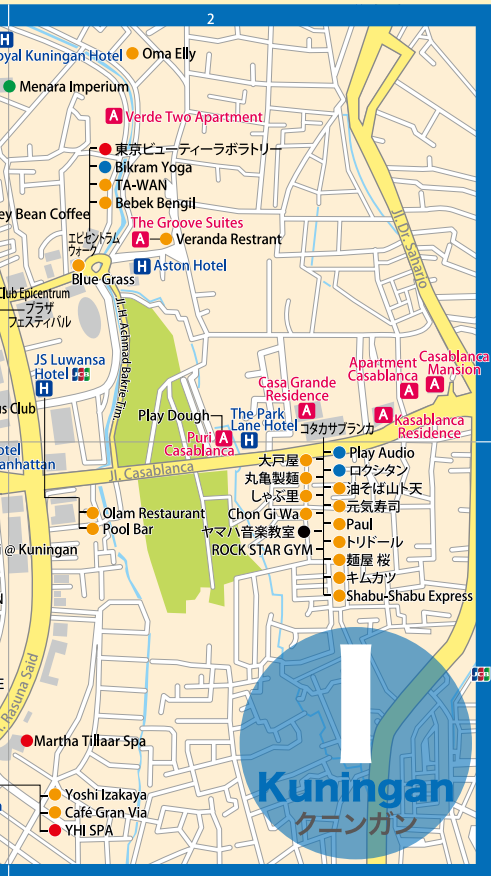 2
H
oyal Kuningan Hotel
Oma Elly
Menara Imperium
A Verde Two Apartment
東京ビューティーラボラトリー
Bikram Yoga
TA-WAN
Bebek Bengil
ey Bean Coffee
The Groove Suites
A
Veranda Restrant
エピセントラム
ウォーク
H Aston Hotel
Blue Grass
Jl. Dr. Saharjo
Club Epicentrum
プラザ
フェスティバル
Jl. H. Achmad Bakrie Tim.
JS Luwansa
Hotel JCB
H
us Club
Apartment
Casablanca
A
Casablanca
Mansion
A
Casa Grande
Residence
A
Play Dough
The Park
Lane Hotel
H
Puri
Casablanca
A
コタカサブランカ
A
Kasablanca
Residence
otel
anhattan
Jl. Casablanca
大戸屋
丸亀製麺
しゃぶ里
Chon Gi Wa
ヤマハ音楽教室
ROCK STAR GYM
Play Audio
ロクシタン
油そば山ト天
元気寿司
Paul
トリドール
麺屋 桜
キムカツ
Shabu-Shabu Express
Olam Restaurant
Pool Bar
i @ Kuningan
N
E
. Rasuna Said
JCB
Martha Tillaar Spa
Yoshi Izakaya
Café Gran Via
YHI SPA
I
Kuningan
クニンガン